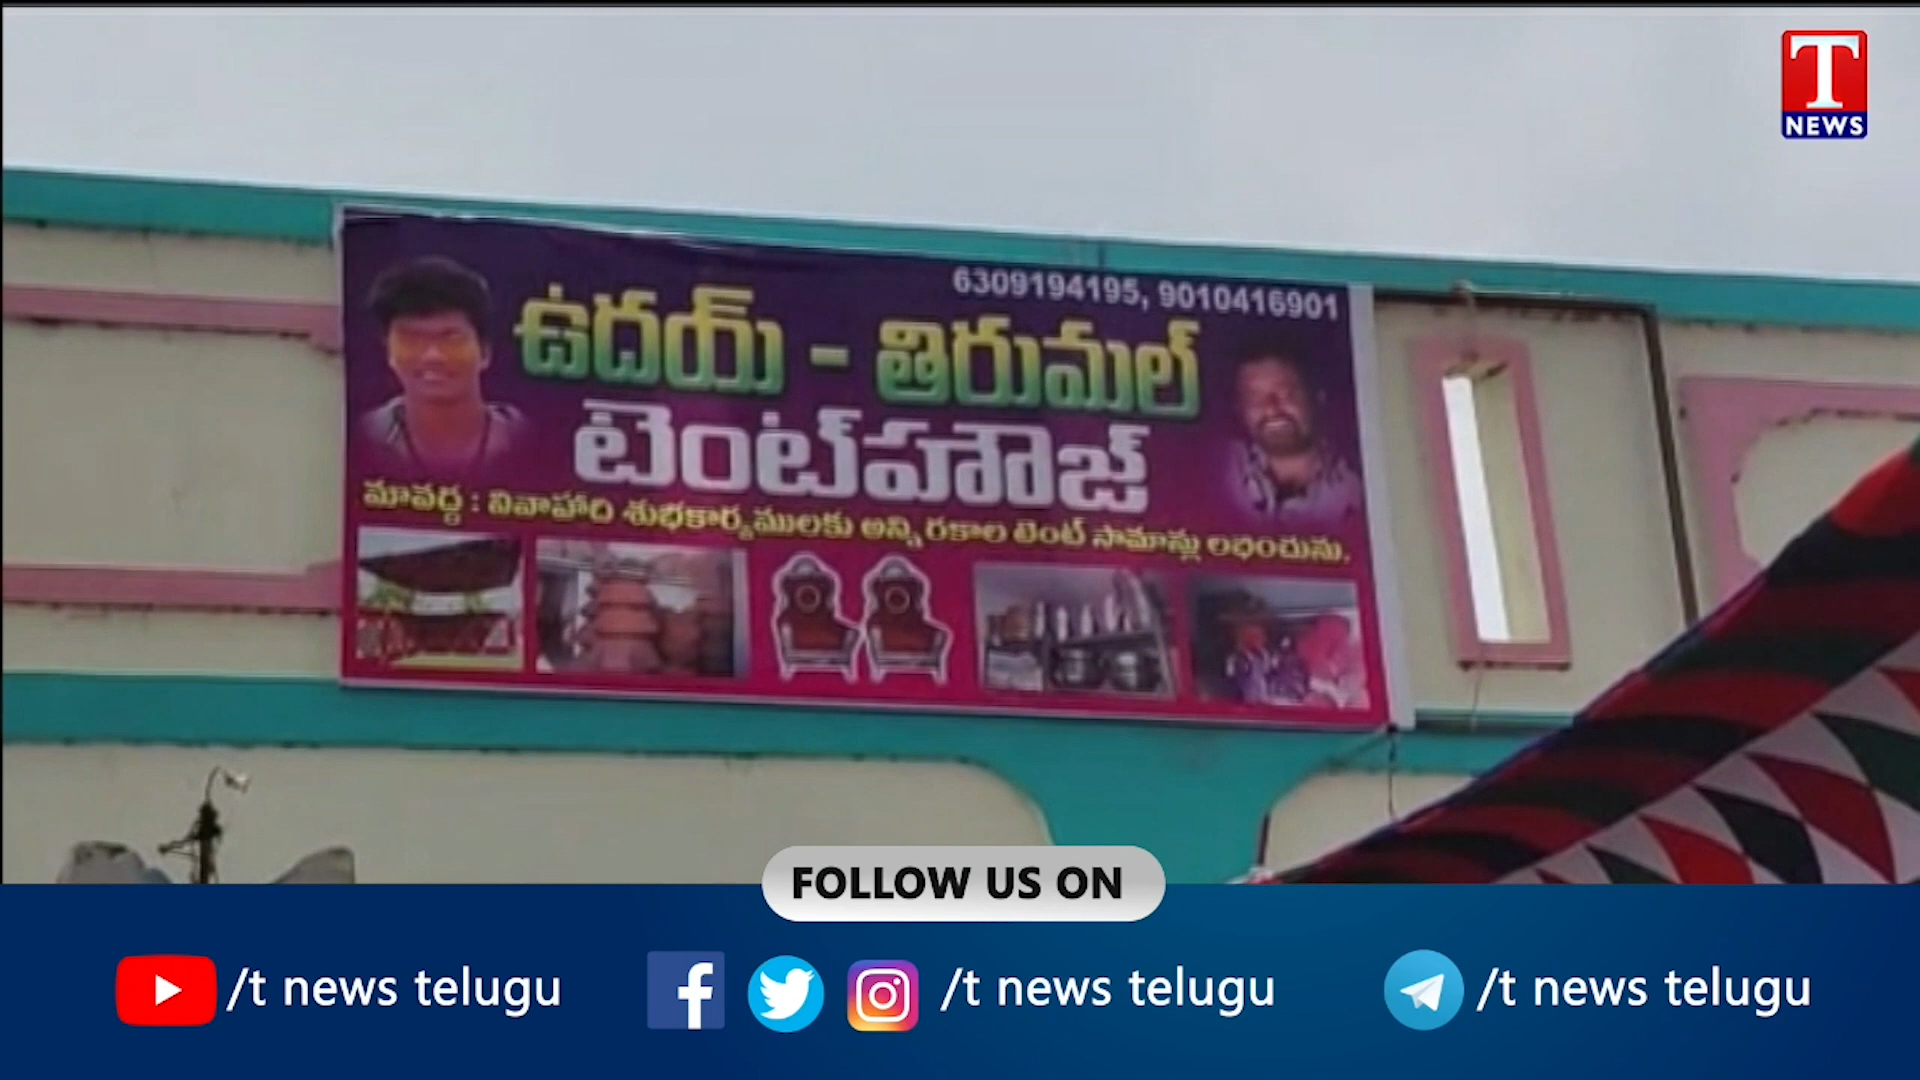 T
NEWS
6309194195, 9010416901
ఉదయ్ - తిరుమల్
టెంట్‌హౌజ్
మావద్ద : వివాహాది శుభకార్యములకు అన్ని రకాల టెంట్ సామాన్లు లభించును.
FOLLOW US ON
/t news telugu /t news telugu /t news telugu